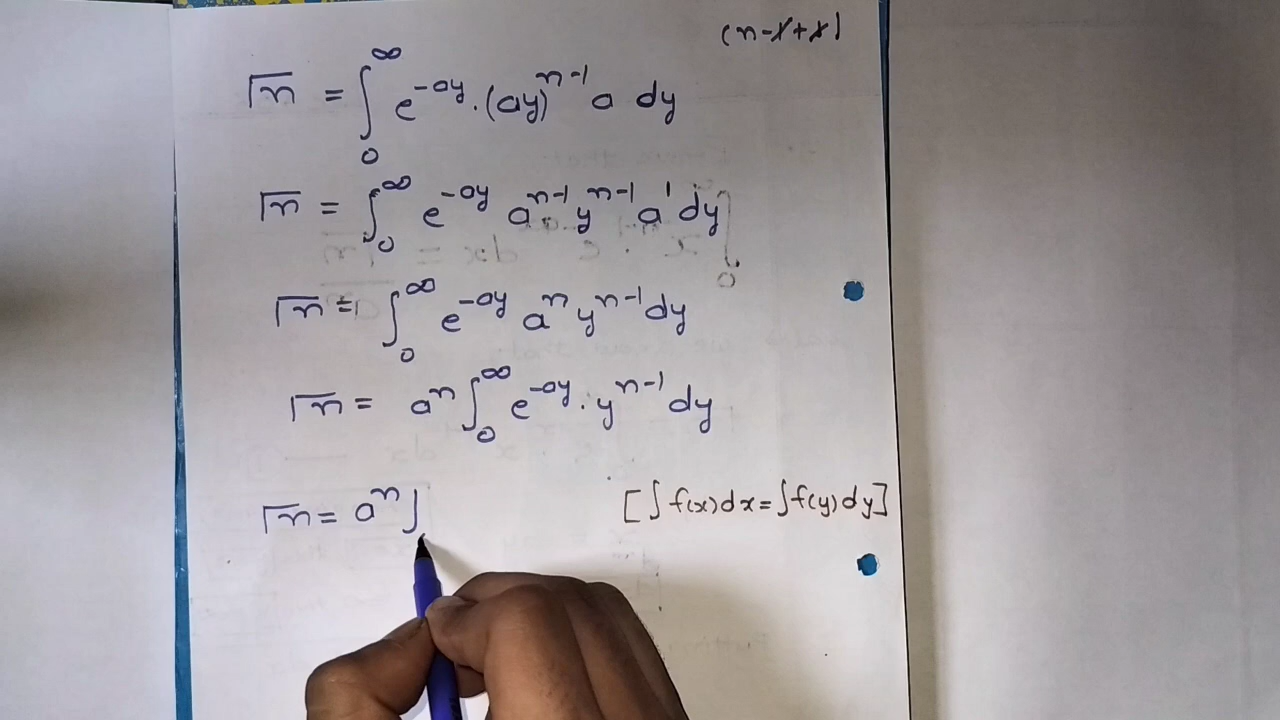 (n-1+1)
Γn = ∫₀^∞ e^{-ay}.(ay)^{n-1} a dy
Γn = ∫₀^∞ e^{-ay} a^{n-1} y^{n-1} a^1 dy
Γn = ∫₀^∞ e^{-ay} a^n y^{n-1} dy
Γn = a^n ∫₀^∞ e^{-ay}.y^{n-1} dy
Γn = a^n ∫ [∫f(x)dx=∫f(y)dy]